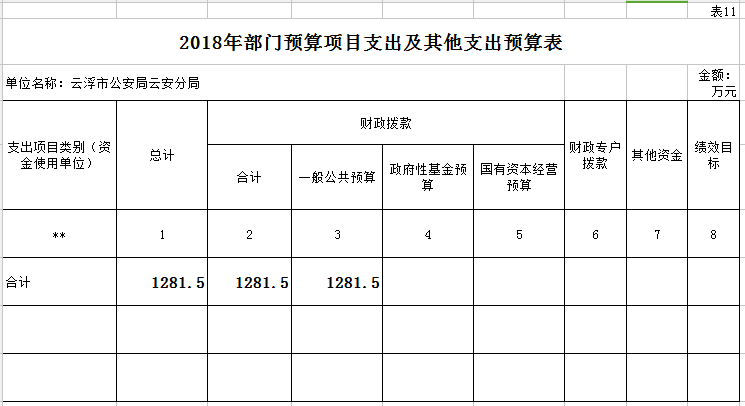 表11
2018年部门预算项目支出及其他支出预算表
单位名称：云浮市公安局云安分局
金额：
万元
支出项目类别（资
金使用单位）
总计
财政拨款
合计
一般公共预算
政府性基金预
算
国有资本经营
预算
财政专户
拨款
其他资金
绩效目
标
** 1 2 3 4 5 6 7 8
合计 1281.5 1281.5 1281.5